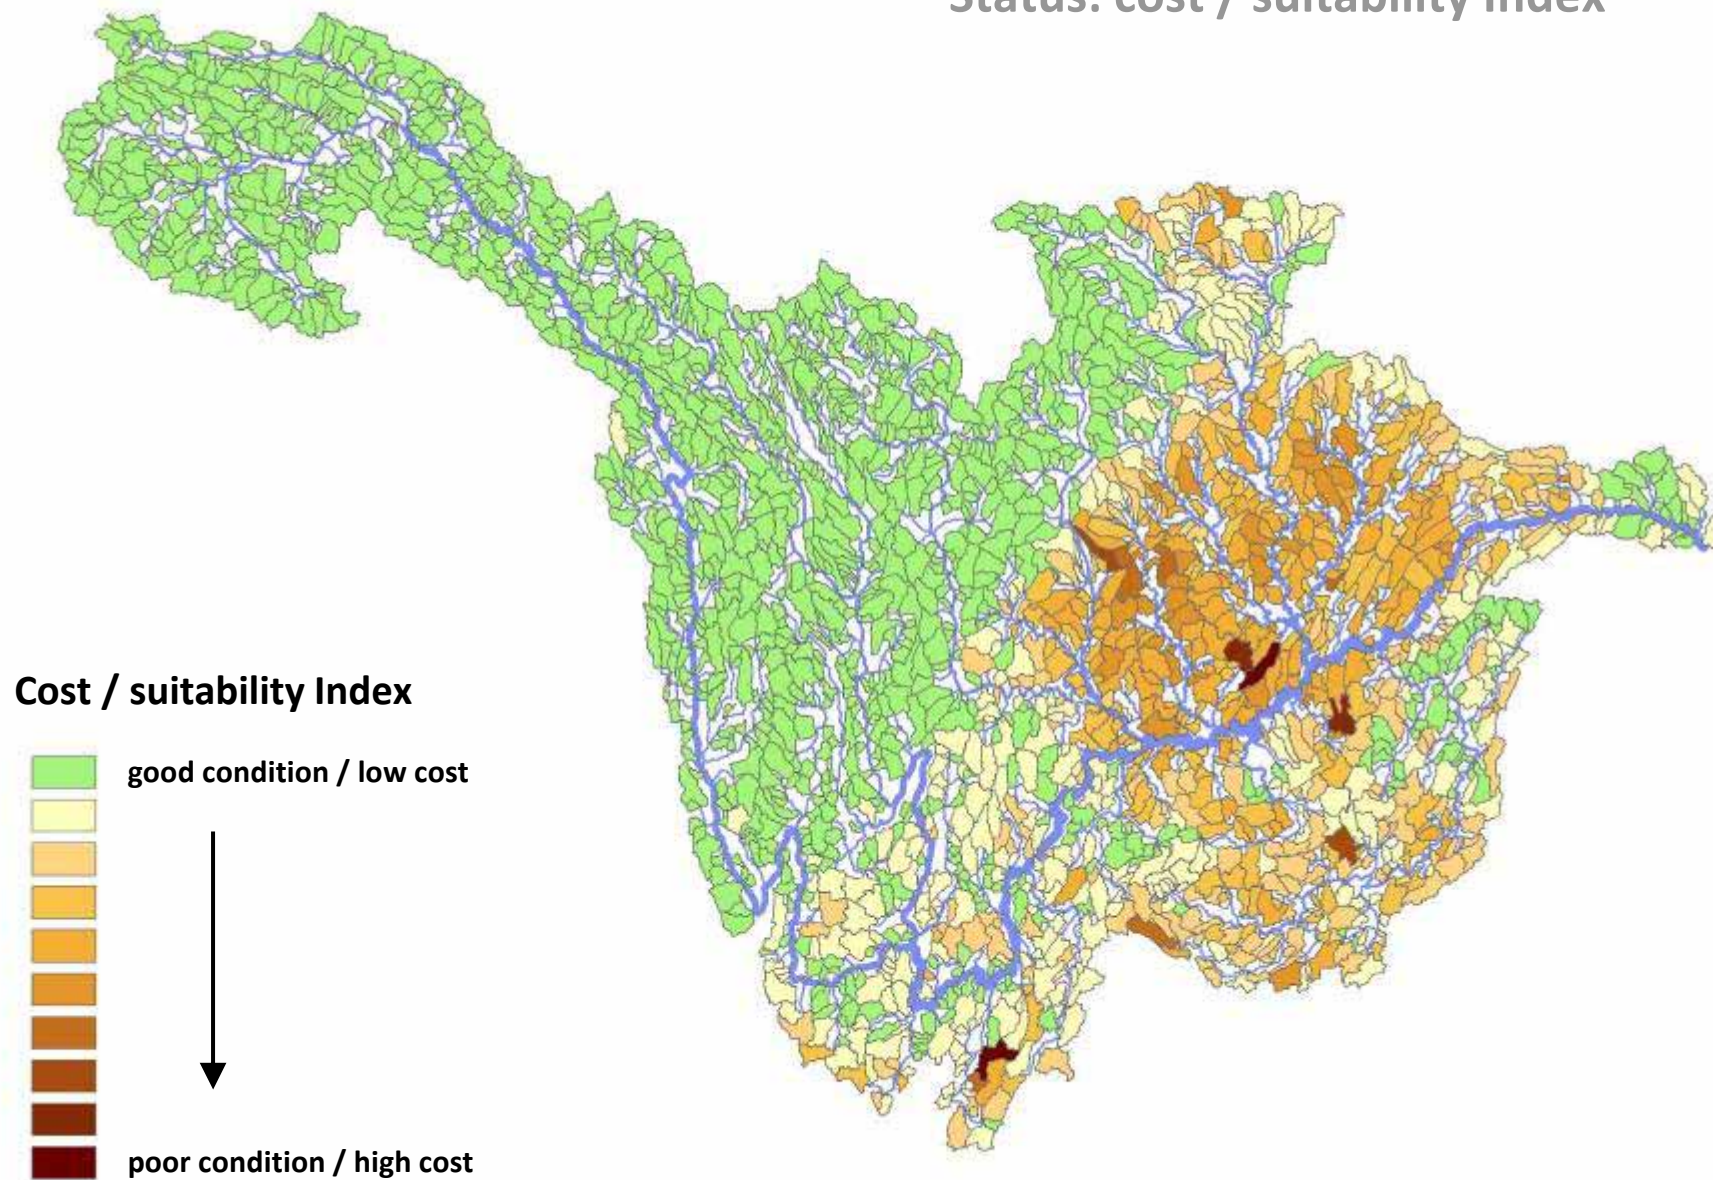 Status: cost / suitability index
Cost / suitability Index
good condition / low cost
poor condition / high cost